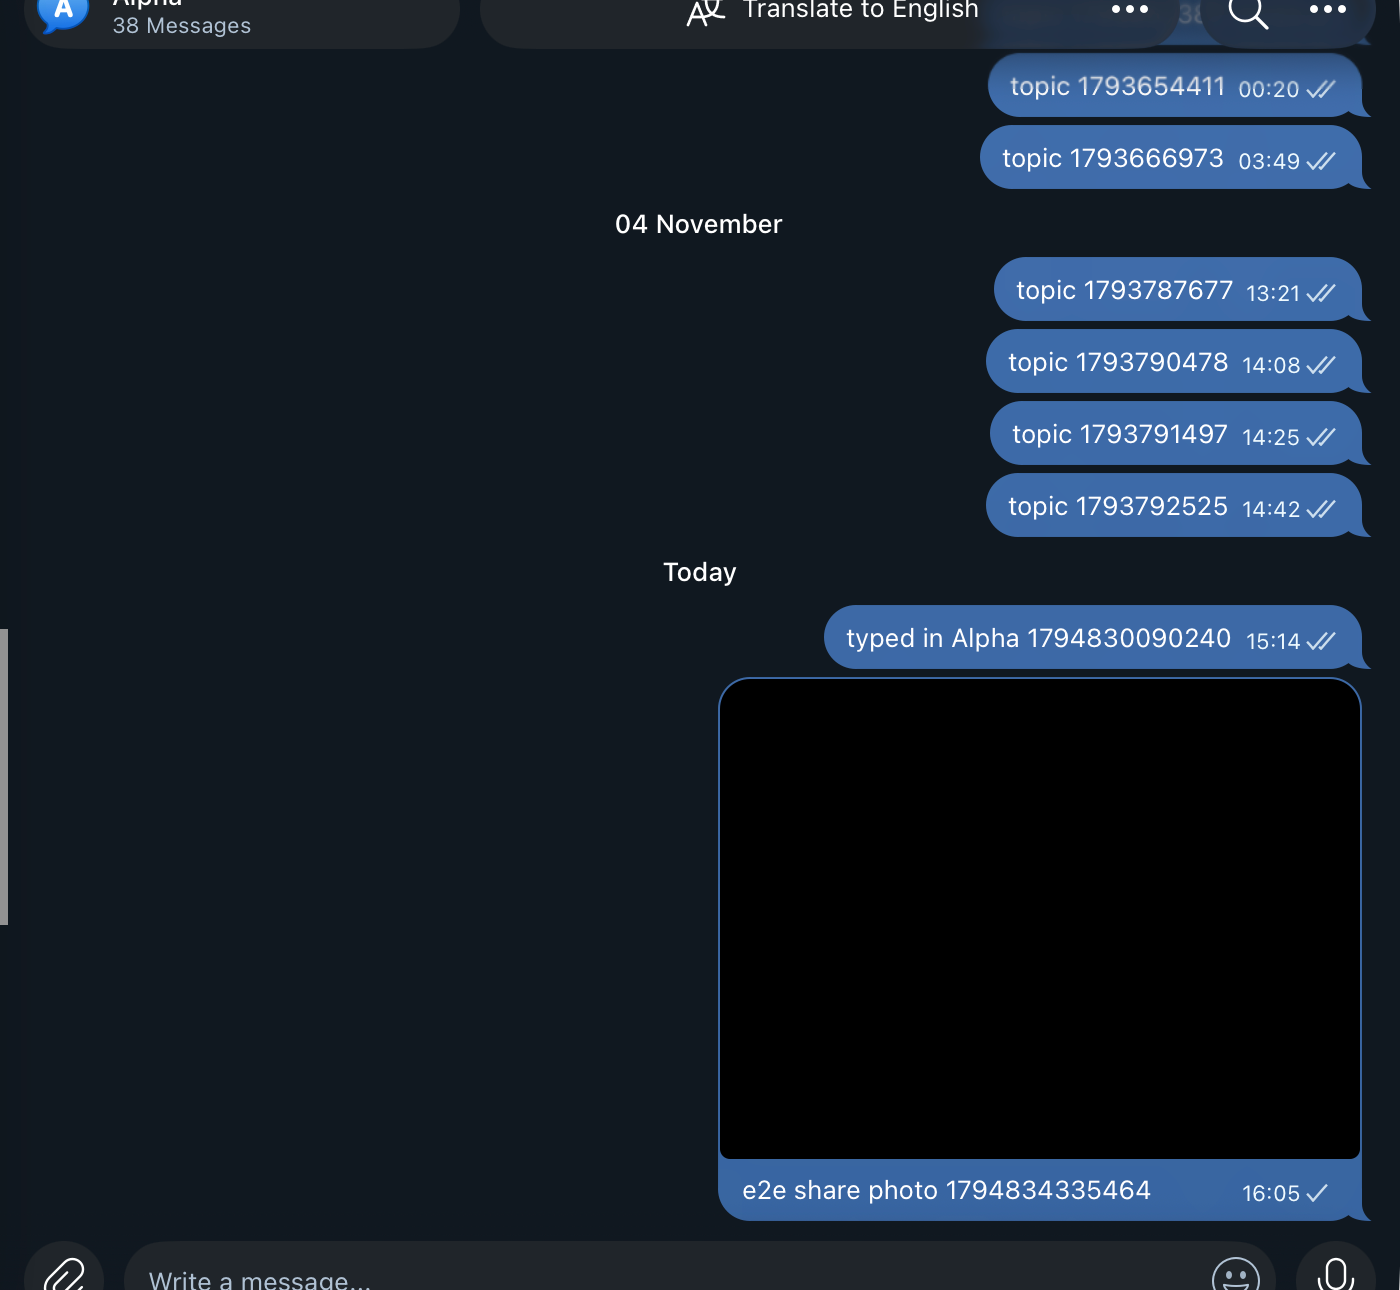 Alpha
38 Messages
Translate to English
topic 1793654411 00:20
topic 1793666973 03:49
04 November
topic 1793787677 13:21
topic 1793790478 14:08
topic 1793791497 14:25
topic 1793792525 14:42
Today
typed in Alpha 1794830090240 15:14
e2e share photo 1794834335464 16:05
Write a message...